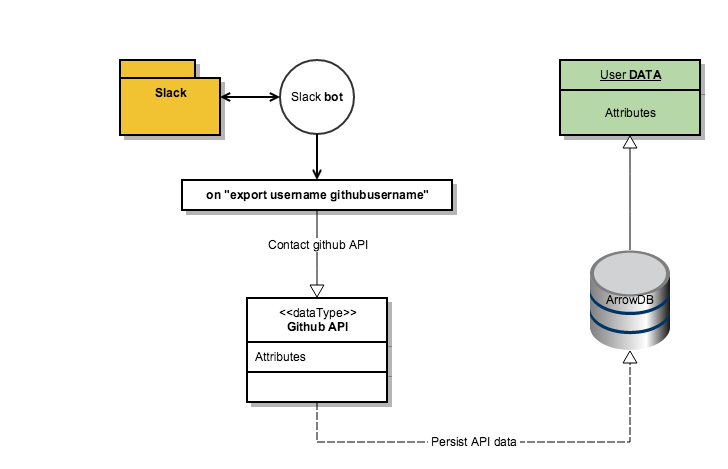 Slack
Slack bot
User DATA
Attributes
on "export username githubusername"
Contact github API
<<dataType>>
Github API
Attributes
ArrowDB
Persist API data